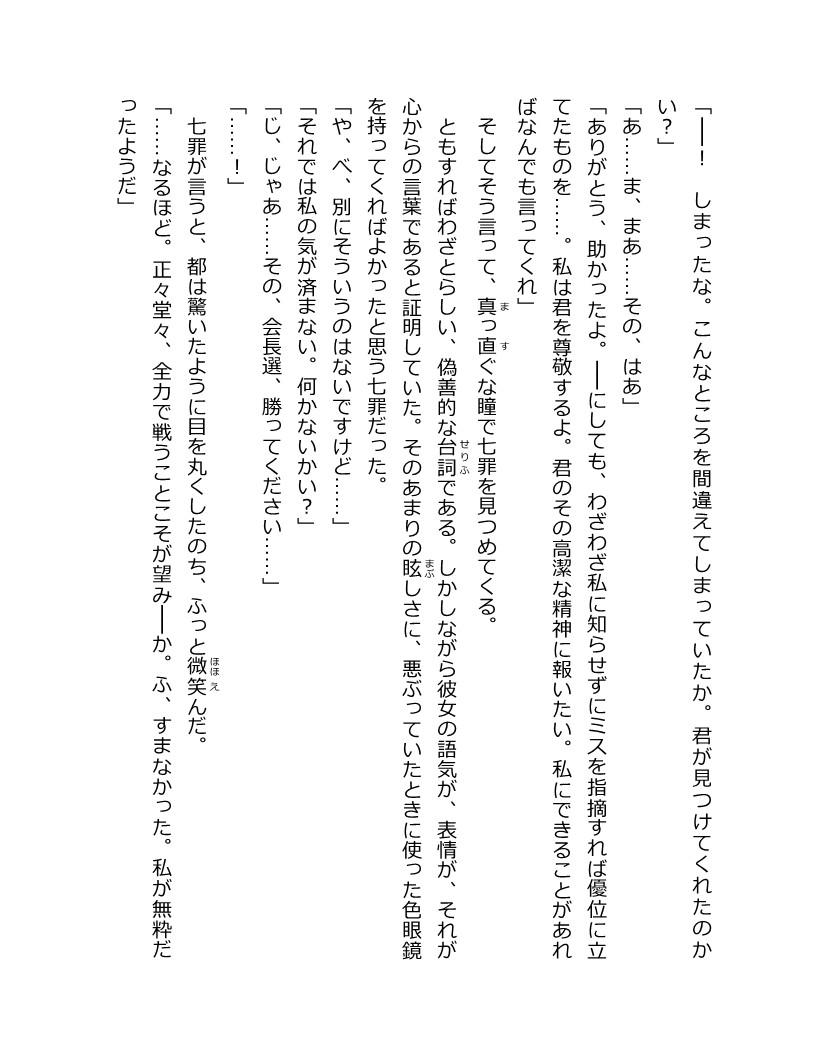 「――！　しまったな。こんなところを間違えてしまっていたか。君が見つけてくれたのか
い？」
「あ……ま、まあ……その、はあ」
「ありがとう、助かったよ。――にしても、わざわざ私に知らせずにミスを指摘すれば優位に立
てたものを……。私は君を尊敬するよ。君のその高潔な精神に報いたい。私にできることがあれ
ばなんでも言ってくれ」
　そしてそう言って、真っ直ぐな瞳で七罪を見つめてくる。
　ともすればわざとらしい、偽善的な台詞である。しかしながら彼女の語気が、表情が、それが
心からの言葉であると証明していた。そのあまりの眩しさに、悪ぶっていたときに使った色眼鏡
を持ってくればよかったと思う七罪だった。
「や、べ、別にそういうのはないですけど……」
「それでは私の気が済まない。何かないかい？」
「じ、じゃあ……その、会長選、勝ってください……」
「……！」
　七罪が言うと、都は驚いたように目を丸くしたのち、ふっと微笑んだ。
「……なるほど。正々堂々、全力で戦うことこそが望み――か。ふ、すまなかった。私が無粋だ
ったようだ」